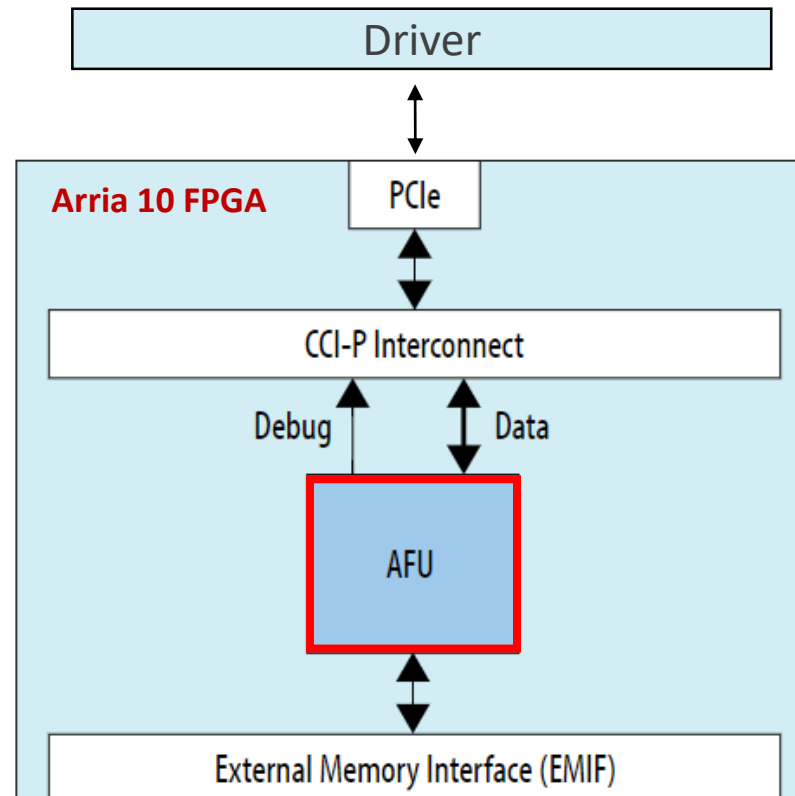 Driver
Arria 10 FPGA
PCIe
CCI-P Interconnect
Debug
Data
AFU
External Memory Interface (EMIF)